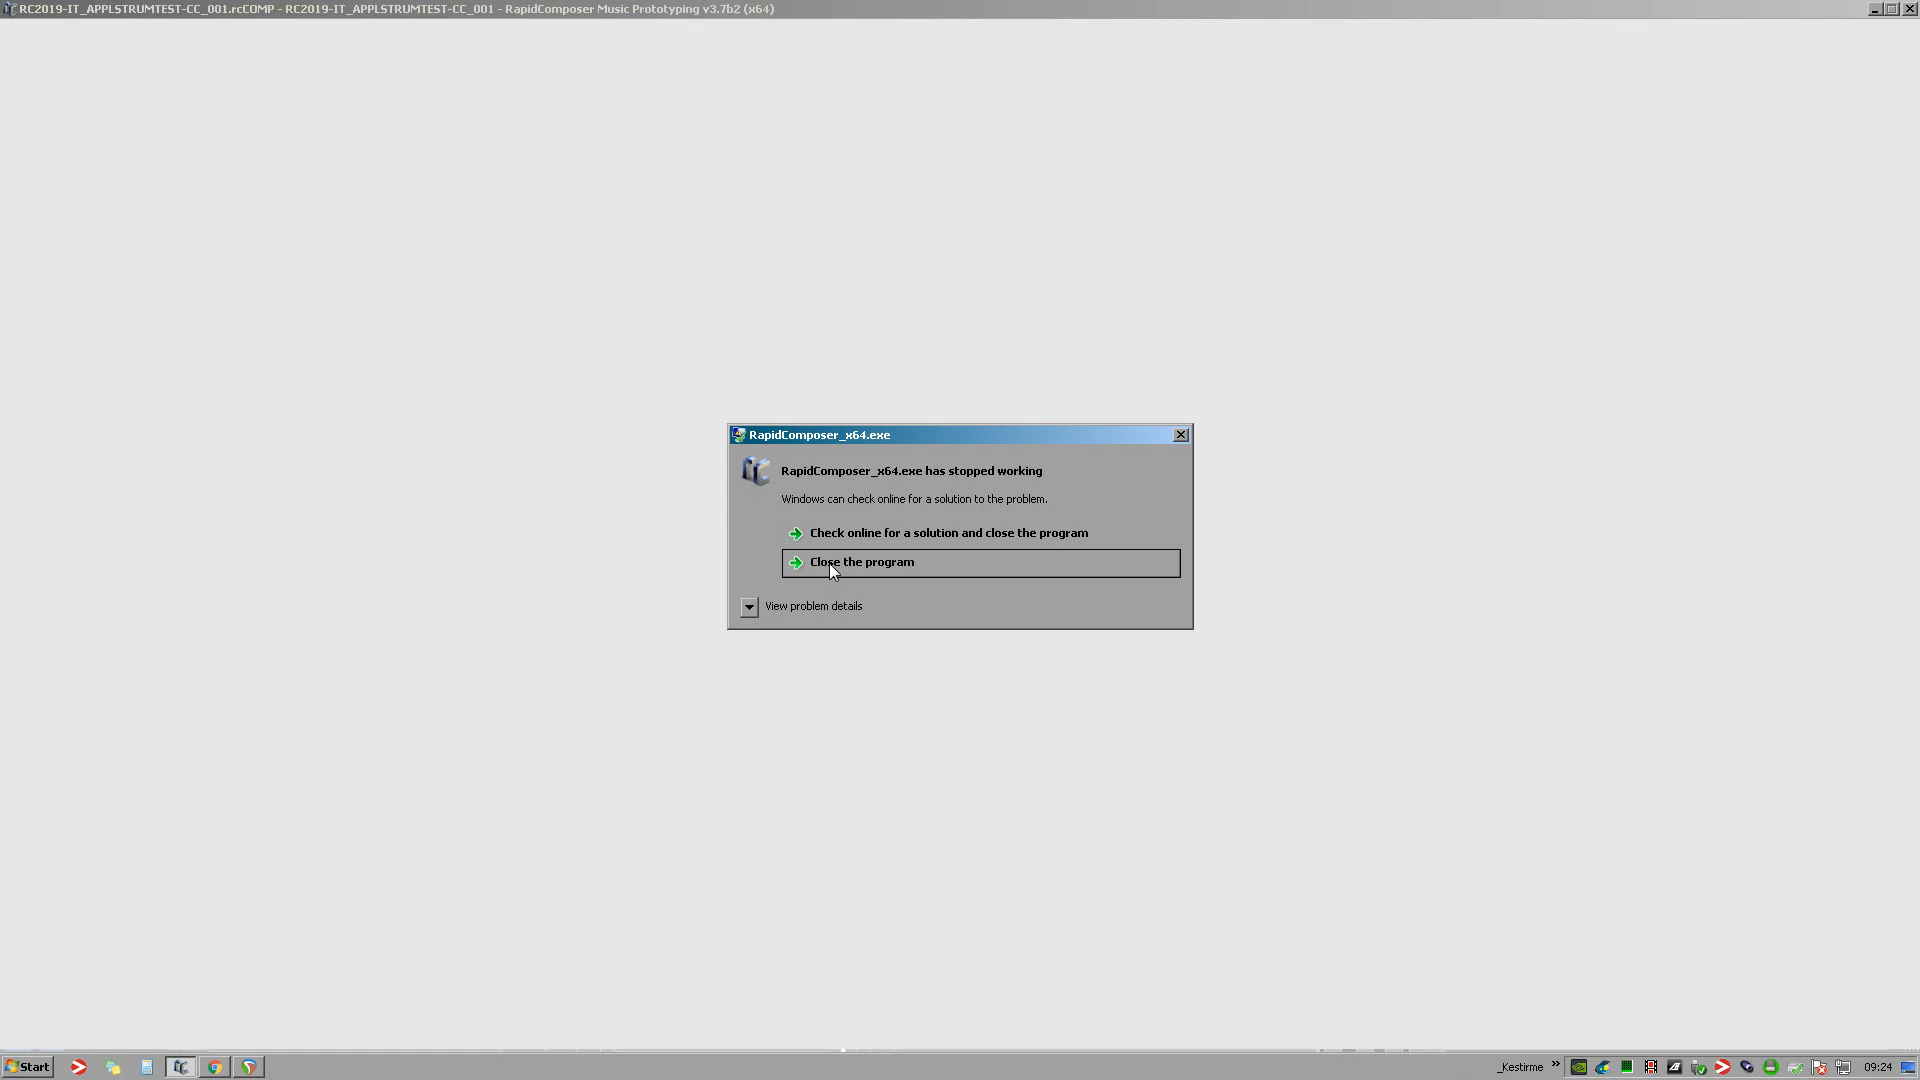 RC2019-IT_APPLSTRUMTEST-CC_001.rcCOMP - RC2019-IT_APPLSTRUMTEST-CC_001 - RapidComposer Music Prototyping v3.7b2 (x64)
RapidComposer_x64.exe
RapidComposer_x64.exe has stopped working
Windows can check online for a solution to the problem.
Check online for a solution and close the program
Close the program
View problem details
Start
_Kestirme
09:24